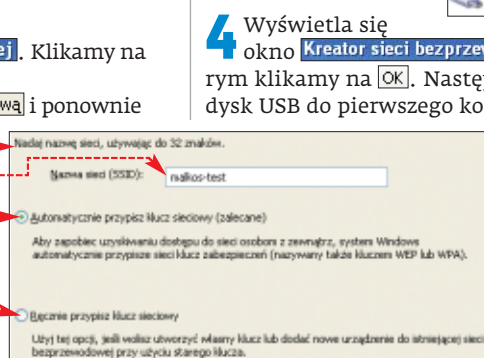 ej. Klikamy na
wą i ponownie
4 Wyświetla się
okno Kreator sieci bezprzew
rym klikamy na OK. Nastę
dysk USB do pierwszego ko
Nadaj nazwę sieci, używając do 32 znaków.
Nazwa sieci (SSID): malkos-test
Automatycznie przypisz klucz sieciowy (zalecane)
Aby zapobiec uzyskiwaniu dostępu do sieci osobom z zewnątrz, system Windows
automatycznie przypisze sieci klucz zabezpieczeń (nazywany także kluczem WEP lub WPA).
Ręcznie przypisz klucz sieciowy
Użyj tej opcji, jeśli wolisz utworzyć własny klucz lub dodać nowe urządzenie do istniejącej sieci
bezprzewodowej przy użyciu starego klucza.